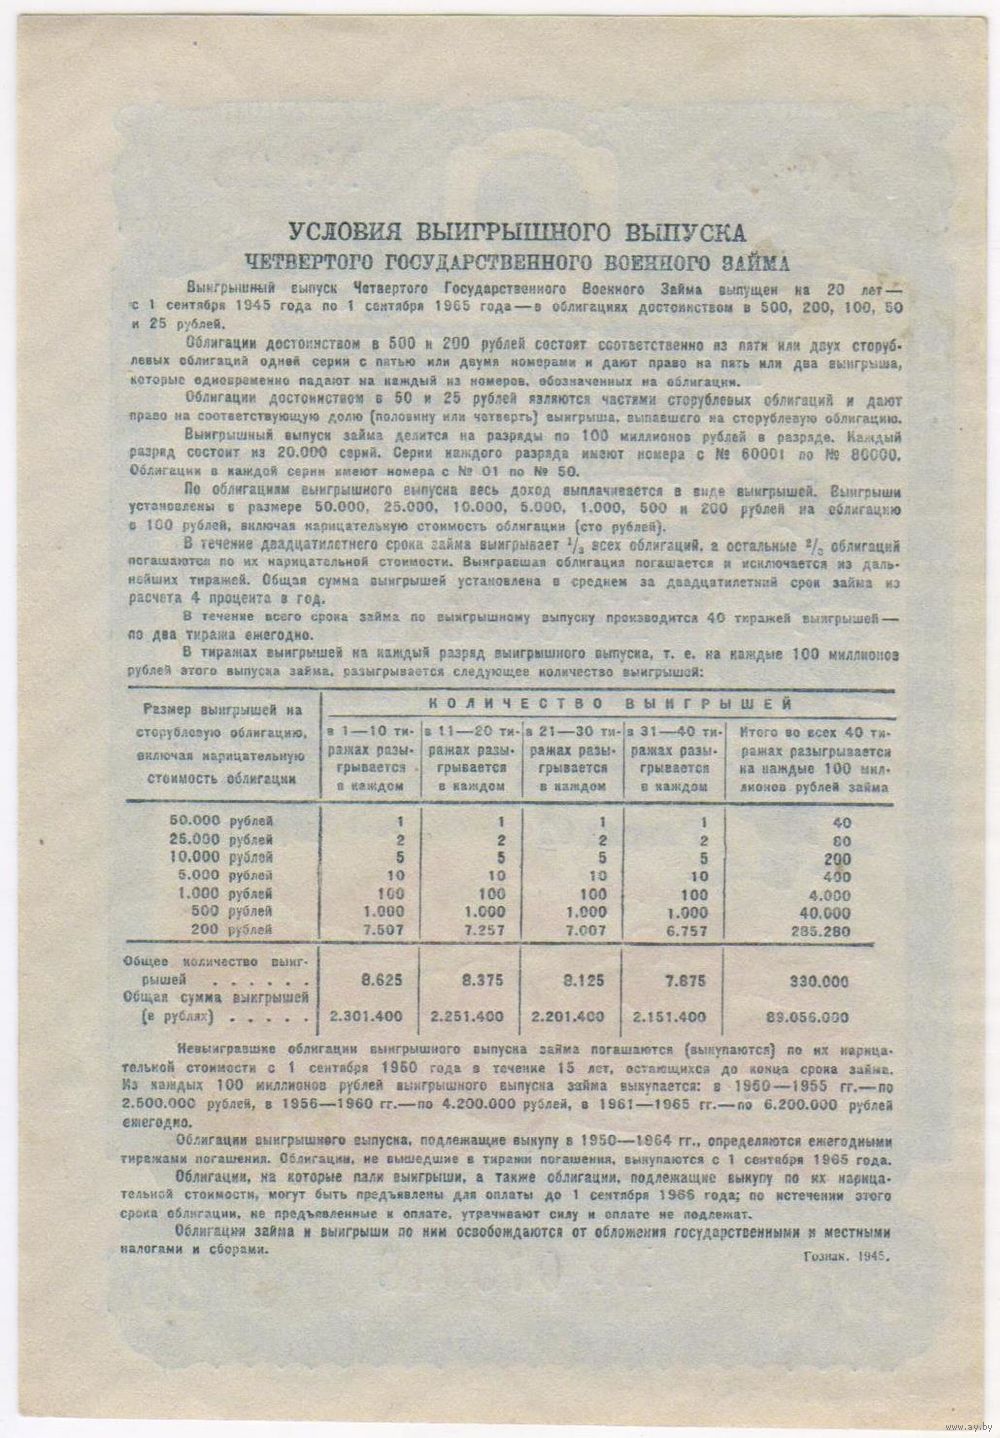 УСЛОВИЯ ВЫИГРЫШНОГО ВЫПУСКА
ЧЕТВЕРТОГО ГОСУДАРСТВЕННОГО ВОЕННОГО ЗАЙМА
Выигрышный выпуск Четвертого Государственного Военного Займа выпущен на 20 лет—
с 1 сентября 1945 года по 1 сентября 1965 года—в облигациях достоинством в 500, 200, 100, 50
и 25 рублей.
Облигации достоинством в 500 и 200 рублей состоят соответственно из пяти или двух сторуб-
левых облигаций одной серии с пятью или двумя номерами и дают право на пять или два выигрыша,
которые одновременно падают на каждый из номеров, обозначенных на облигации.
Облигации достоинством в 50 и 25 рублей являются частями сторублевых облигаций и дают
право на соответствующую долю (половину или четверть) выигрыша, выпавшего на сторублевую облигацию.
Выигрышный выпуск займа делится на разряды по 100 миллионов рублей в разряде. Каждый
разряд состоит из 20.000 серий. Серии каждого разряда имеют номера с № 60001 по № 80000.
Облигации в каждой серии имеют номера с № 01 по № 50.
По облигациям выигрышного выпуска весь доход выплачивается в виде выигрышей. Выигрыши
установлены в размере 50.000, 25.000, 10.000, 5.000, 1.000, 500 и 200 рублей на облигацию
в 100 рублей, включая нарицательную стоимость облигации (сто рублей).
В течение двадцатилетнего срока займа выигрывает 1/3 всех облигаций, а остальные 2/3 облигаций
погашаются по их нарицательной стоимости. Выигравшая облигация погашается и исключается из даль-
нейших тиражей. Общая сумма выигрышей установлена в среднем за двадцатилетний срок займа из
расчета 4 процента в год.
В течение всего срока займа по выигрышному выпуску производится 40 тиражей выигрышей—
по два тиража ежегодно.
В тиражах выигрышей на каждый разряд выигрышного выпуска, т. е. на каждые 100 миллионов
рублей этого выпуска займа, разыгрывается следующее количество выигрышей:
Размер выигрышей на
сторублевую облигацию,
включая нарицательную
стоимость облигации
КОЛИЧЕСТВО ВЫИГРЫШЕЙ
в 1—10 ти-
ражах разы-
грывается
в каждом
в 11—20 ти-
ражах разы-
грывается
в каждом
в 21—30 ти-
ражах разы-
грывается
в каждом
в 31—40 ти-
ражах разы-
грывается
в каждом
Итого во всех 40 ти-
ражах разыгрывается
на каждые 100 мил-
лионов рублей займа
50.000 рублей 1 1 1 1 40
25.000 рублей 2 2 2 2 80
10.000 рублей 5 5 5 5 200
5.000 рублей 10 10 10 10 400
1.000 рублей 100 100 100 100 4.000
500 рублей 1.000 1.000 1.000 1.000 40.000
200 рублей 7.507 7.257 7.007 6.757 285.280
Общее количество выиг-
рышей . . . . . . 8.625 8.375 8.125 7.875 330.000
Общая сумма выигрышей
(в рублях) . . . . . 2.301.400 2.251.400 2.201.400 2.151.400 89.056.000
Невыигравшие облигации выигрышного выпуска займа погашаются (выкупаются) по их нарица-
тельной стоимости с 1 сентября 1950 года в течение 15 лет, остающихся до конца срока займа.
Из каждых 100 миллионов рублей выигрышного выпуска займа выкупается: в 1950—1955 гг.—по
2.500.000 рублей, в 1956—1960 гг.—по 4.200.000 рублей, в 1961—1965 гг.—по 6.200.000 рублей
ежегодно.
Облигации выигрышного выпуска, подлежащие выкупу в 1950—1964 гг., определяются ежегодными
тиражами погашения. Облигации, не вышедшие в тиражи погашения, выкупаются с 1 сентября 1965 года.
Облигации, на которые пали выигрыши, а также облигации, подлежащие выкупу по их нарица-
тельной стоимости, могут быть предъявлены для оплаты до 1 сентября 1966 года; по истечении этого
срока облигации, не предъявленные к оплате, утрачивают силу и оплате не подлежат.
Облигации займа и выигрыши по ним освобождаются от обложения государственными и местными
налогами и сборами.
Гознак. 1945.
www.ay.by